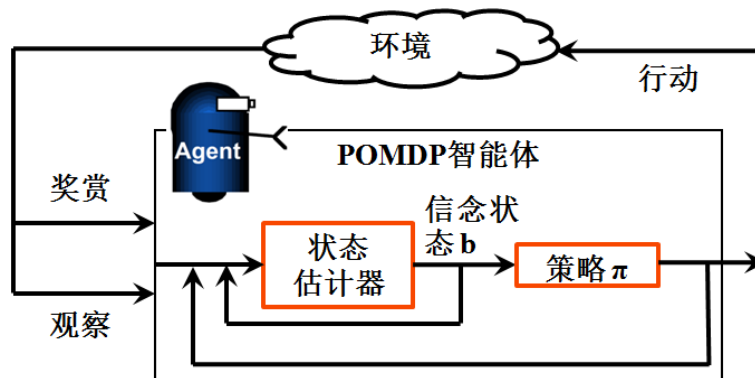 环境
行动
Agent
POMDP智能体
奖赏
信念状
态 b
状态
估计器
策略 π
观察